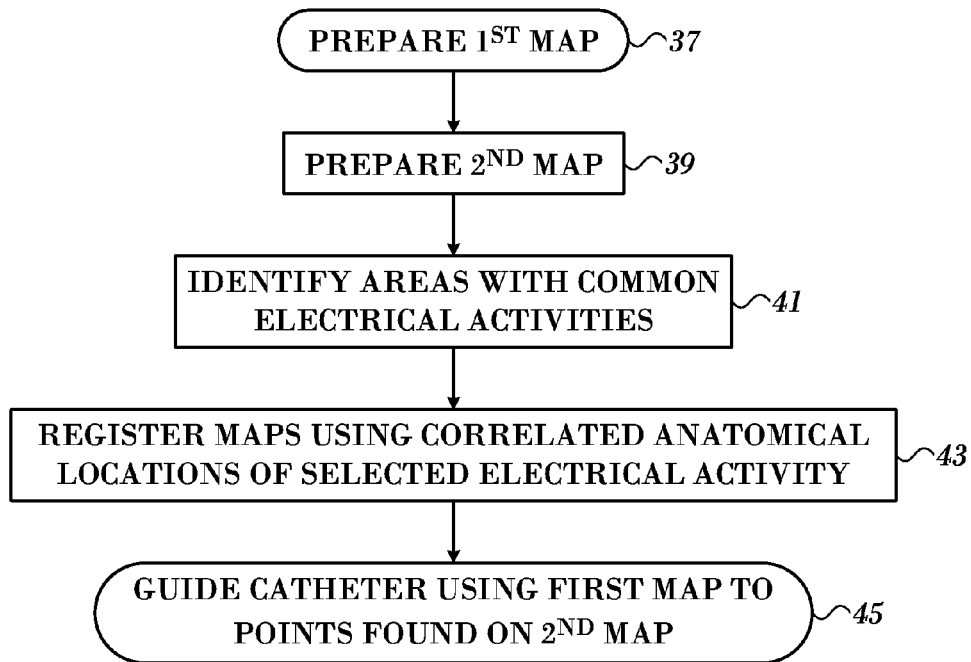 PREPARE 1ST MAP 37
PREPARE 2ND MAP 39
IDENTIFY AREAS WITH COMMON
ELECTRICAL ACTIVITIES 41
REGISTER MAPS USING CORRELATED ANATOMICAL
LOCATIONS OF SELECTED ELECTRICAL ACTIVITY 43
GUIDE CATHETER USING FIRST MAP TO
POINTS FOUND ON 2ND MAP 45